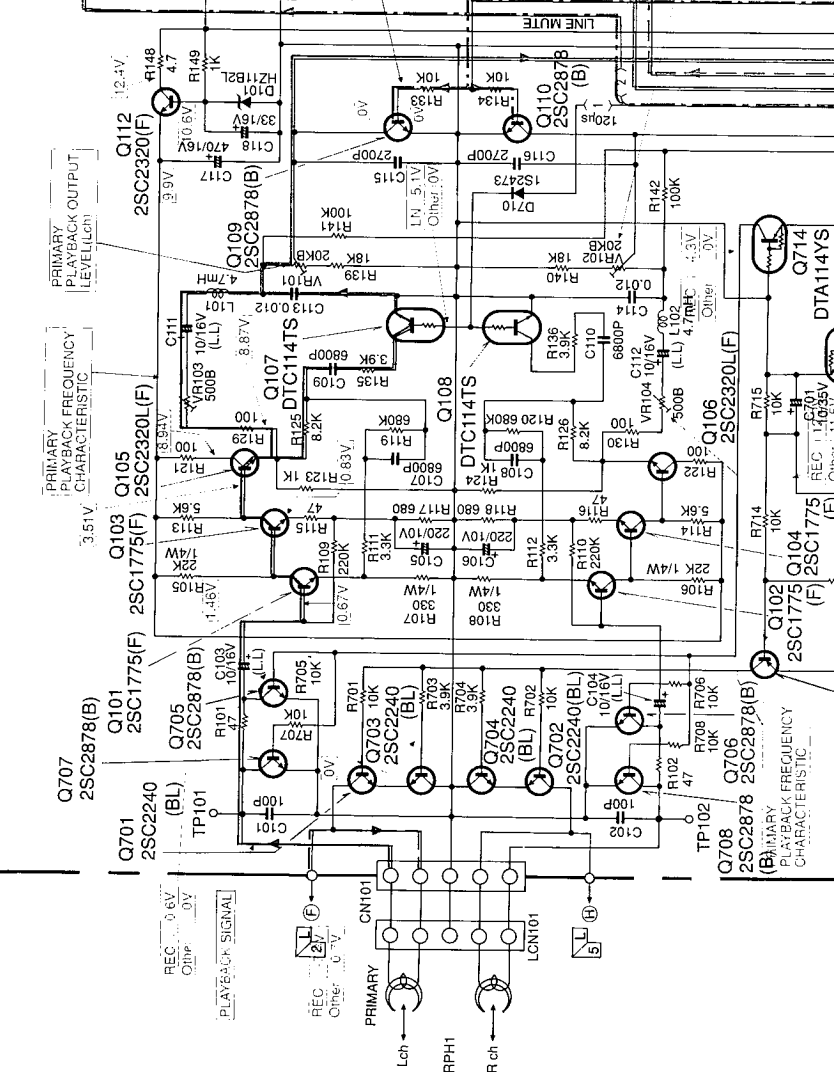 LINE MUTE
R148
4.7
R149
1K
12.4V
HZ11B2L
D101
Q112
2SC2320(F)
10.6V
33/16V
C118
470/16V
C117
9.9V
10K
R133
10K
R134
0V
0V
Q110
2SC2878
(B)
120µs
1
2
2700P
C115
2700P
C116
1S2473
D710
LN 5.1V
Other 0V
R142
100K
PRIMARY
PLAYBACK OUTPUT
LEVEL(Lch)
Q109
2SC2878(B)
100K
R141
20KB
VR101
18K
R139
18K
R140
VR102
20KB
4.3V
Other 0V
Q714
DTA114YS
4.7mH
L101
C113 0.012
0.012
C114
L102
4.7mH
C111
10/16V
(L.L)
8.87V
Q107
DTC114TS
Q108
DTC114TS
6800P
C109
3.9K
R135
R136
3.9K
C110
6800P
C112
10/16V
(L.L)
VR103
500B
VR104
500B
PRIMARY
PLAYBACK FREQUENCY
CHARACTERISTIC
Q105
2SC2320L(F)
8.94V
100
R121
100
R129
R125
8.2K
680K
R119
6800P
C107
R120 680K
6800P
C108
R126
8.2K
100
R130
Q106
2SC2320L(F)
R715
10K
C701
10/35V
REC
Other
R123 1K
0.83V
1K
R124
100
R122
3.51V
Q103
2SC1775(F)
5.6K
R113
47
R115
R117 680
R118 680
47
R116
5.6K
R114
Q104
2SC1775
(F)
R714
10K
220/10V
C105
220/10V
C106
R109
220K
R111
3.3K
R112
3.3K
R110
220K
1/4W
22K
R105
1/4W
330
R107
1/4W
330
R108
22K 1/4W
R106
Q102
2SC1775
(F)
1.46V
0.67V
Q101
2SC1775(F)
C103
10/16V
(L.L)
Q705
2SC2878(B)
R705
10K
R101
47
10K
R707
Q707
2SC2878(B)
R701
10K
R703
3.9K
R704
3.9K
R702
10K
Q703
2SC2240
(BL)
Q704
2SC2240
(BL)
Q702
2SC2240(BL)
C104
10/16V
(L.L)
R706
10K
R708
10K
R102
47
Q706
2SC2878(B)
Q708
2SC2878
(B)
PRIMARY
PLAYBACK FREQUENCY
CHARACTERISTIC
0V
Q701
2SC2240
(BL)
TP101
100P
C101
100P
C102
TP102
REC 0.6V
Other 0V
PLAYBACK SIGNAL
CN101
LCN101
F
L
2
H
L
5
REC
Other
PRIMARY
Lch
RPH1
R ch